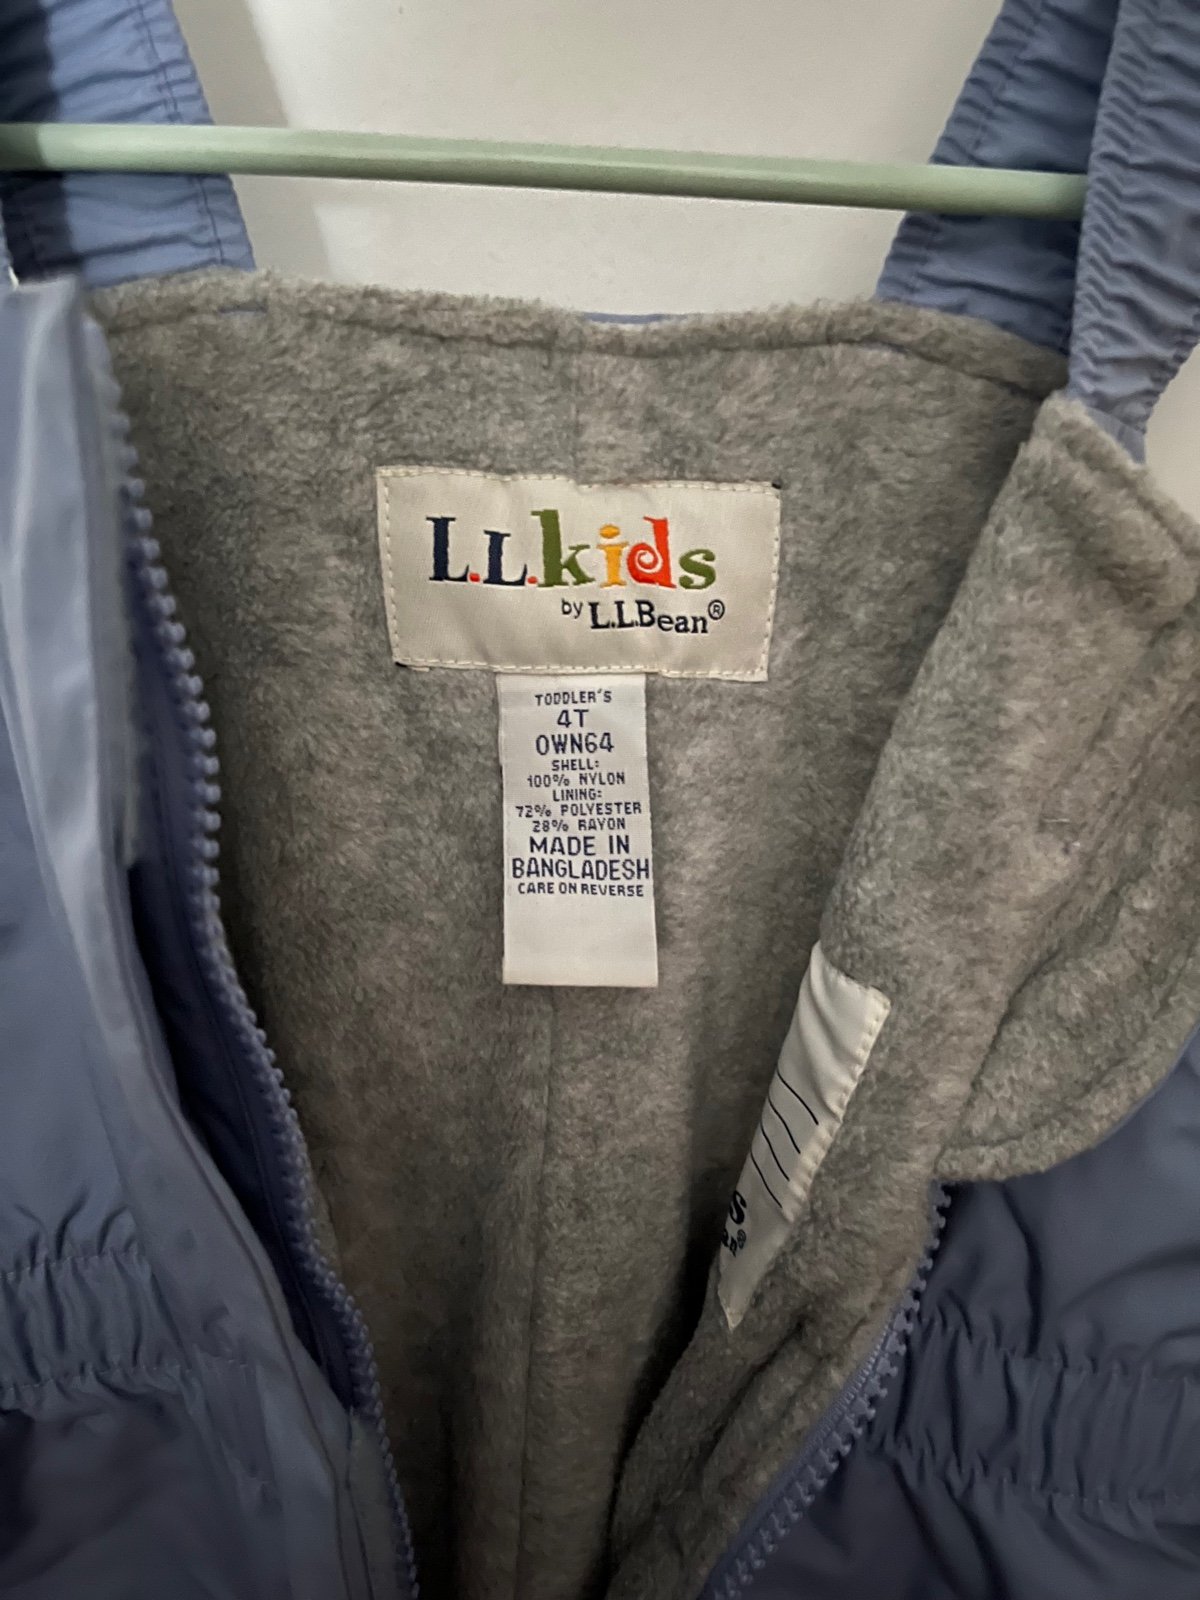 L.L.kids
by L.L.Bean®
TODDLER'S
4T
OWN64
SHELL:
100% NYLON
LINING:
72% POLYESTER
28% RAYON
MADE IN
BANGLADESH
CARE ON REVERSE
s
an®